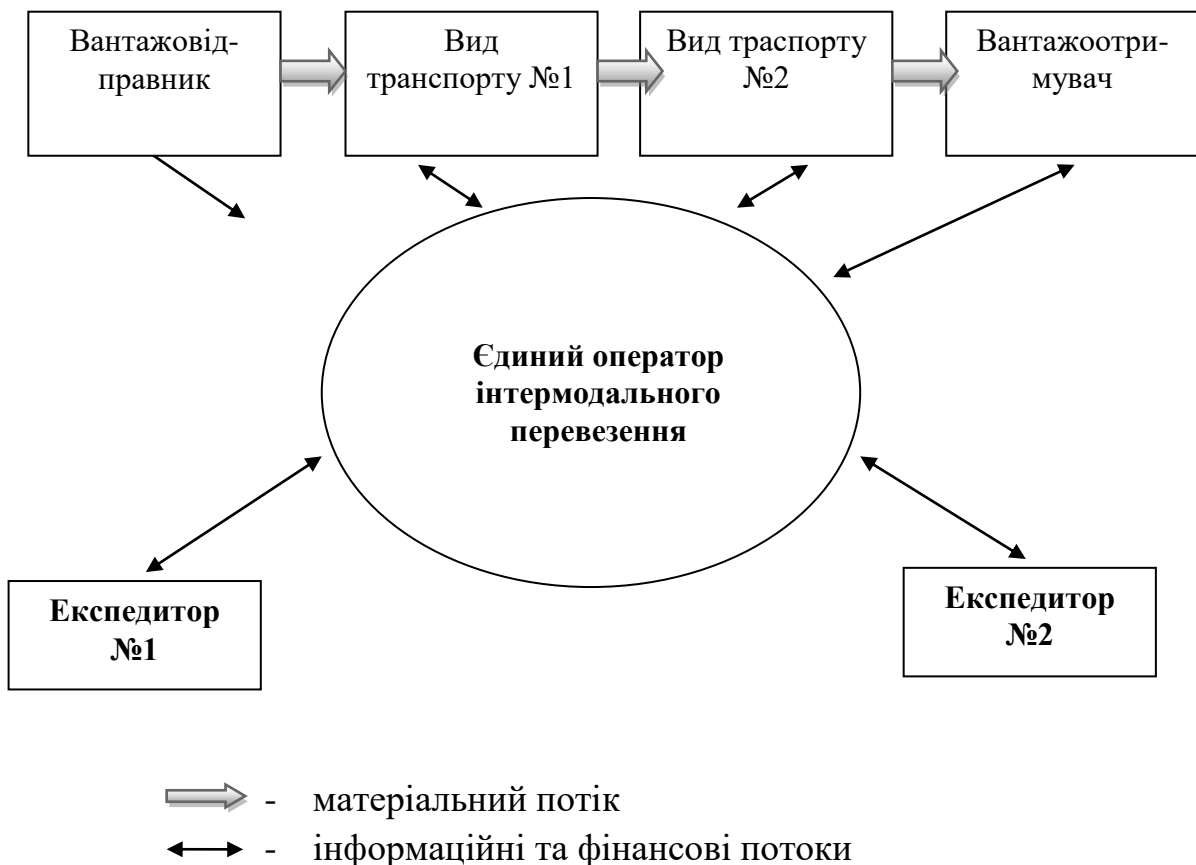 Вантажовід-
правник
Вид
транспорту №1
Вид траспорту
№2
Вантажоотри-
мувач
Єдиний оператор
інтермодального
перевезення
Експедитор
№1
Експедитор
№2
- матеріальний потік
- інформаційні та фінансові потоки